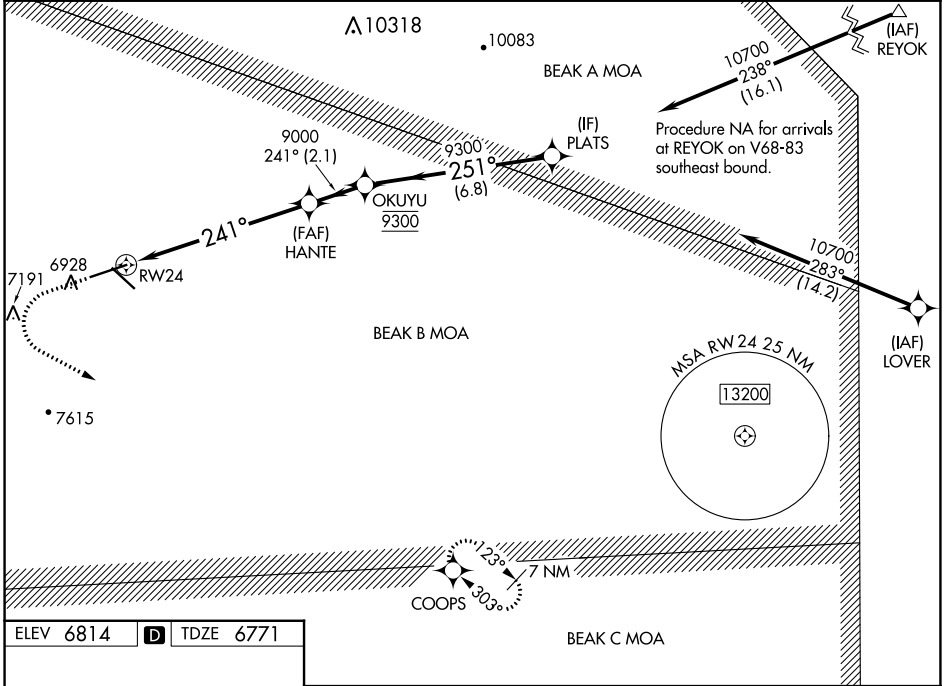 10318
10083
BEAK A MOA
10700
238°
(16.1)
(IAF)
REYOK
Procedure NA for arrivals
at REYOK on V68-83
southeast bound.
(IF)
PLATS
9300
251°
(6.8)
9000
241° (2.1)
OKUYU
9300
(FAF)
HANTE
241°
RW24
6928
7191
7615
BEAK B MOA
10700
283°
(14.2)
(IAF)
LOVER
MSA RW24 25 NM
13200
123°
303°
7 NM
COOPS
BEAK C MOA
ELEV 6814 D TDZE 6771